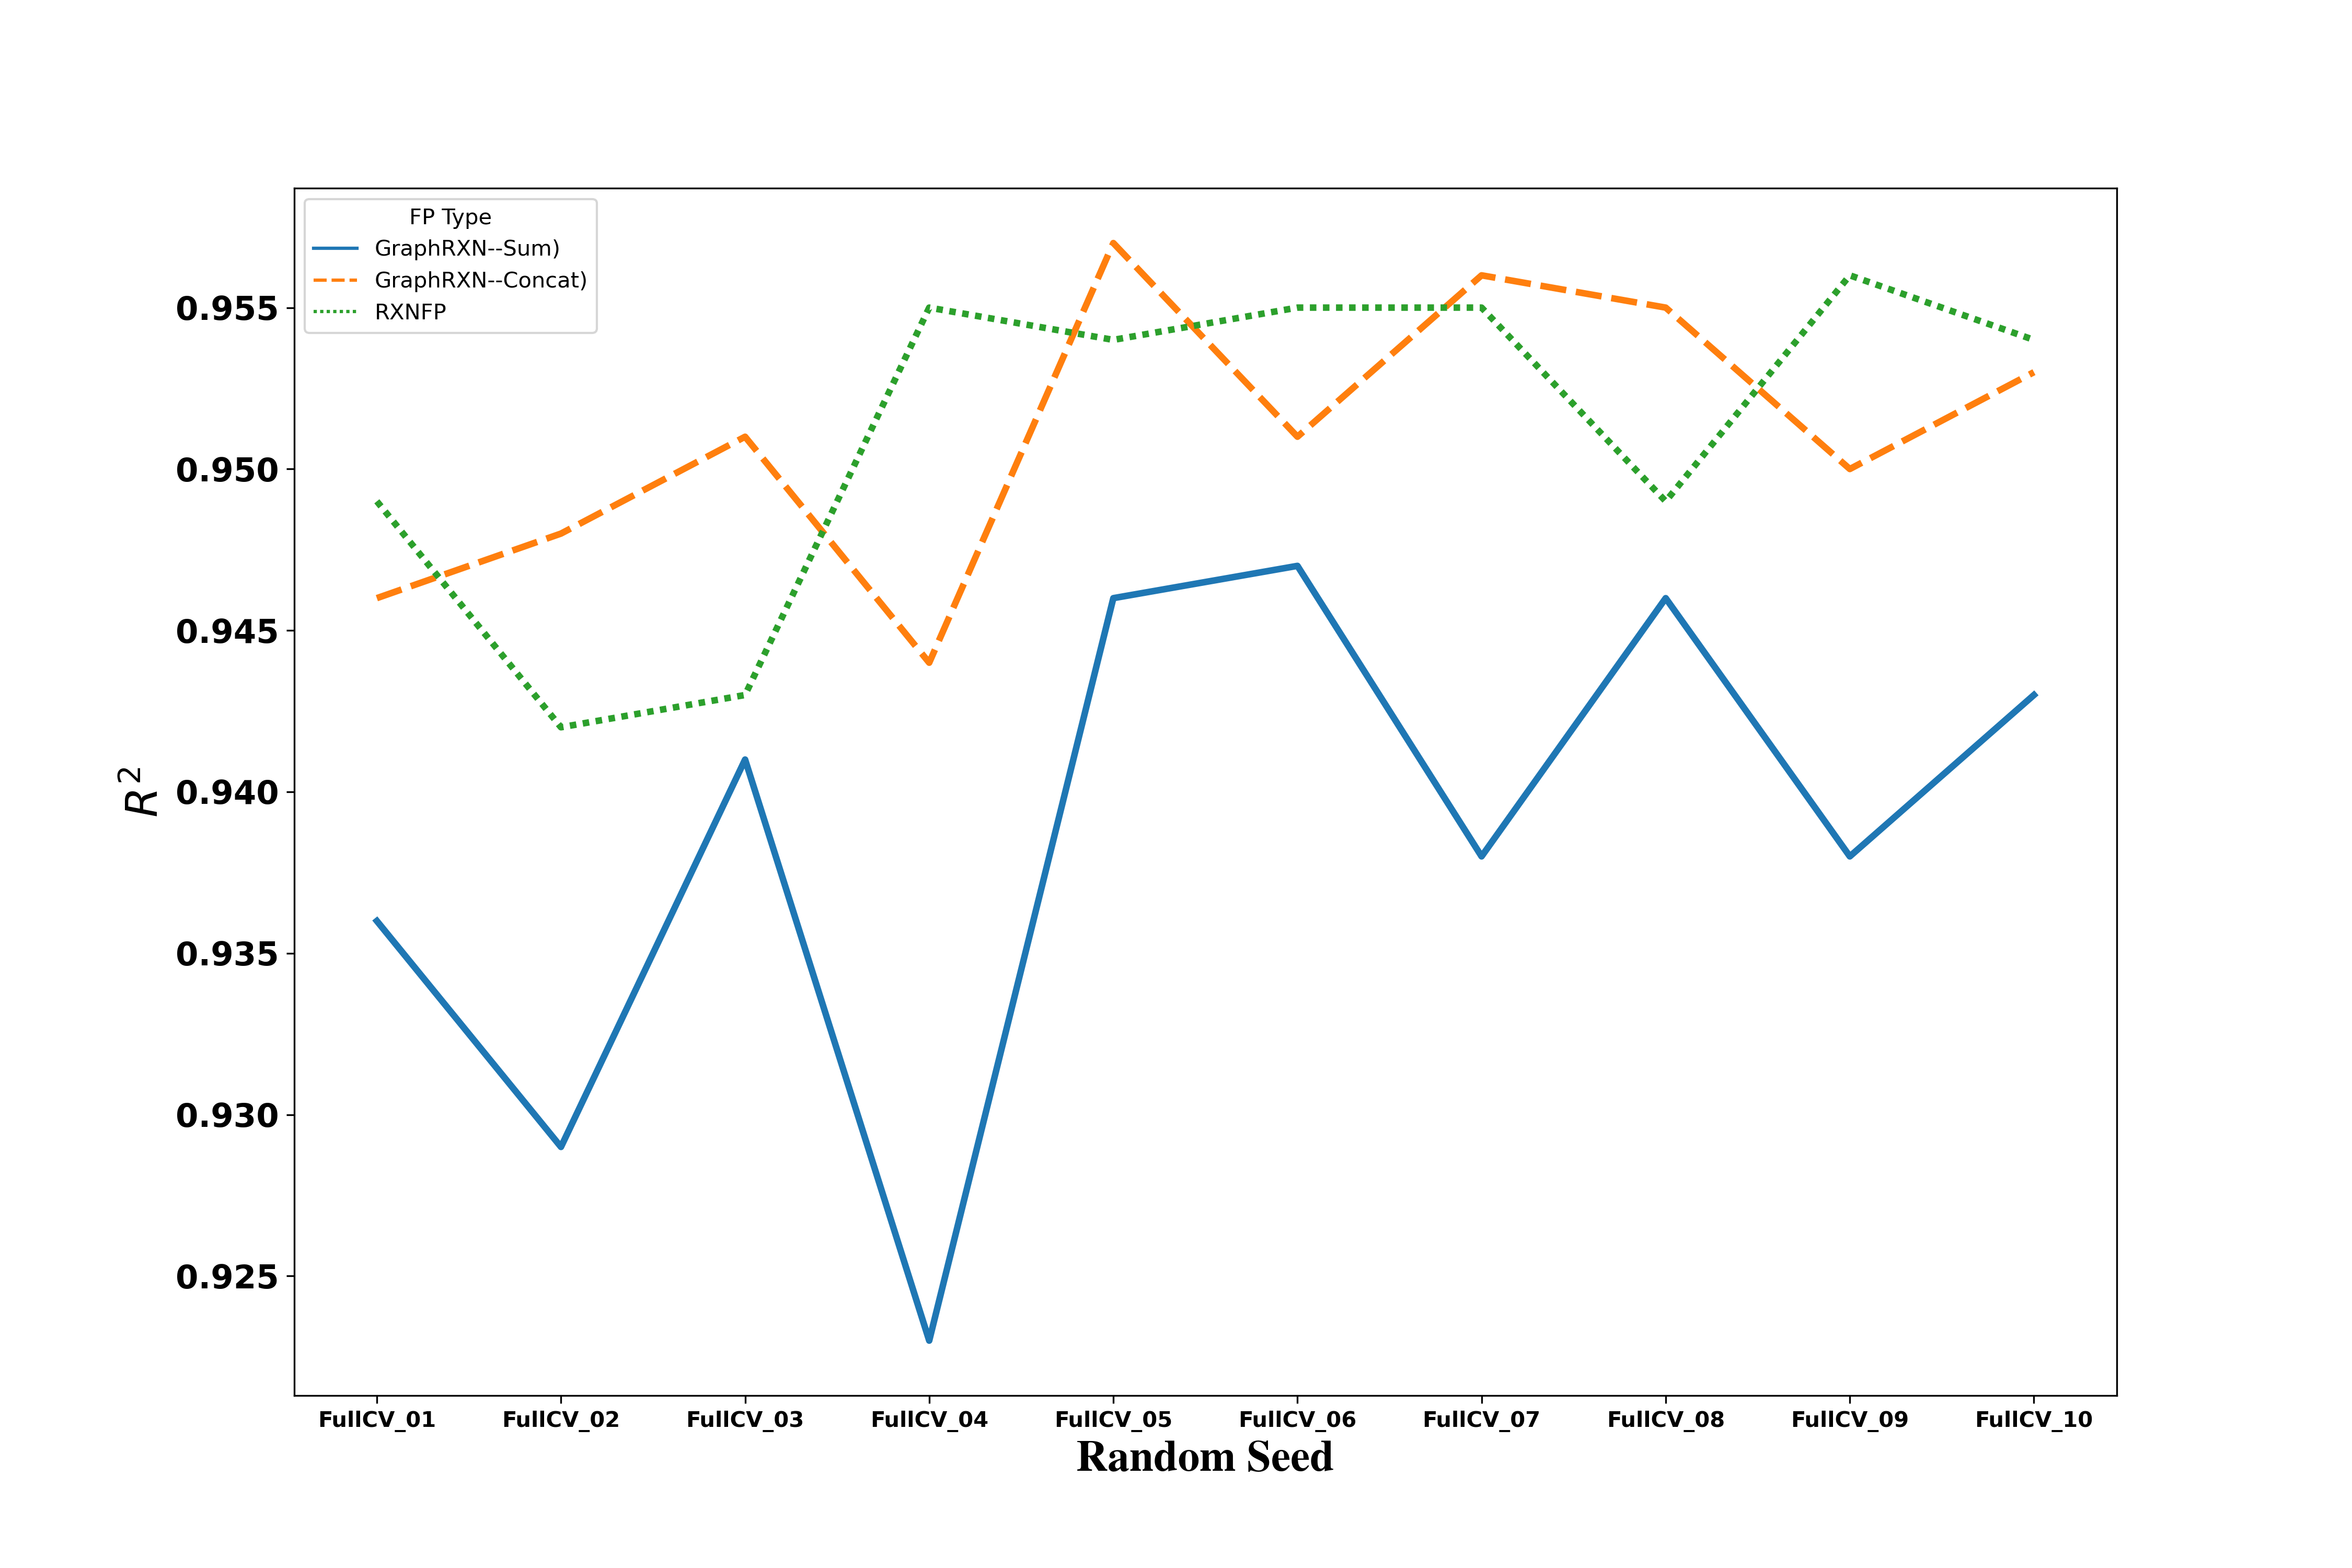 FP Type
GraphRXN--Sum)
GraphRXN--Concat)
RXNFP
0.955
0.950
0.945
0.940
0.935
0.930
0.925
R²
FullCV_01 FullCV_02 FullCV_03 FullCV_04 FullCV_05 FullCV_06 FullCV_07 FullCV_08 FullCV_09 FullCV_10
Random Seed